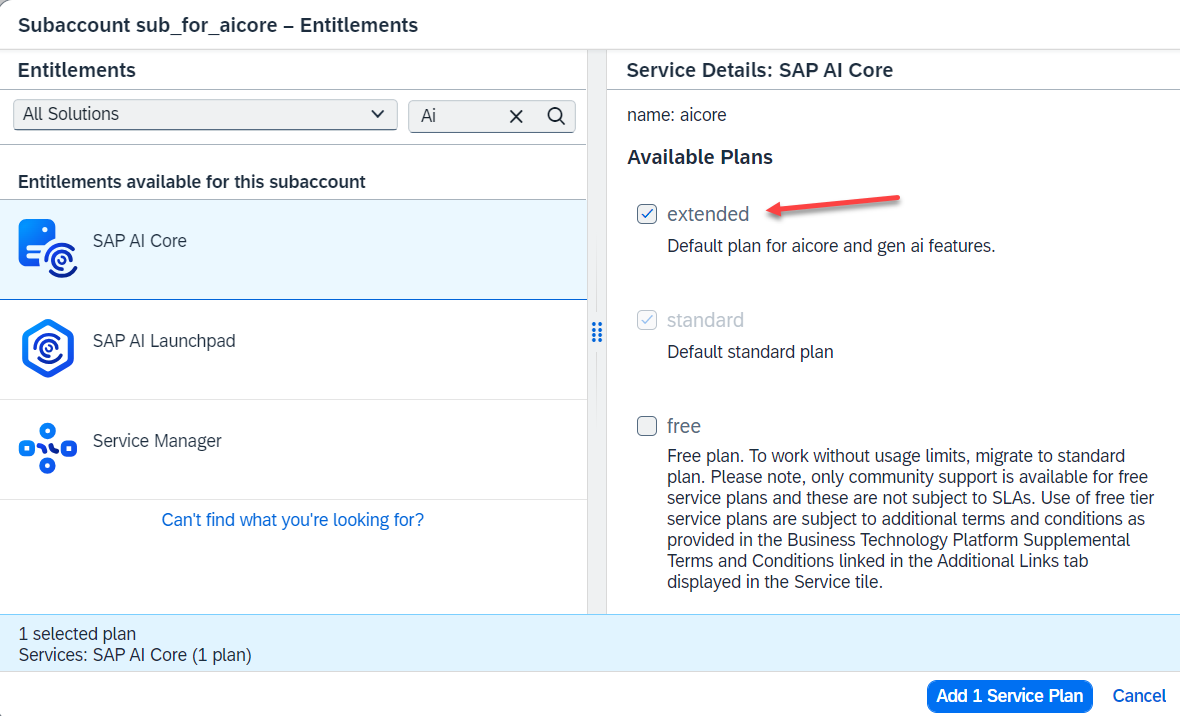 Subaccount sub_for_aicore – Entitlements
Entitlements
All Solutions
Ai
Entitlements available for this subaccount
SAP AI Core
SAP AI Launchpad
Service Manager
Can't find what you're looking for?
Service Details: SAP AI Core
name: aicore
Available Plans
extended
Default plan for aicore and gen ai features.
standard
Default standard plan
free
Free plan. To work without usage limits, migrate to standard
plan. Please note, only community support is available for free
service plans and these are not subject to SLAs. Use of free tier
service plans are subject to additional terms and conditions as
provided in the Business Technology Platform Supplemental
Terms and Conditions linked in the Additional Links tab
displayed in the Service tile.
1 selected plan
Services: SAP AI Core (1 plan)
Add 1 Service Plan
Cancel